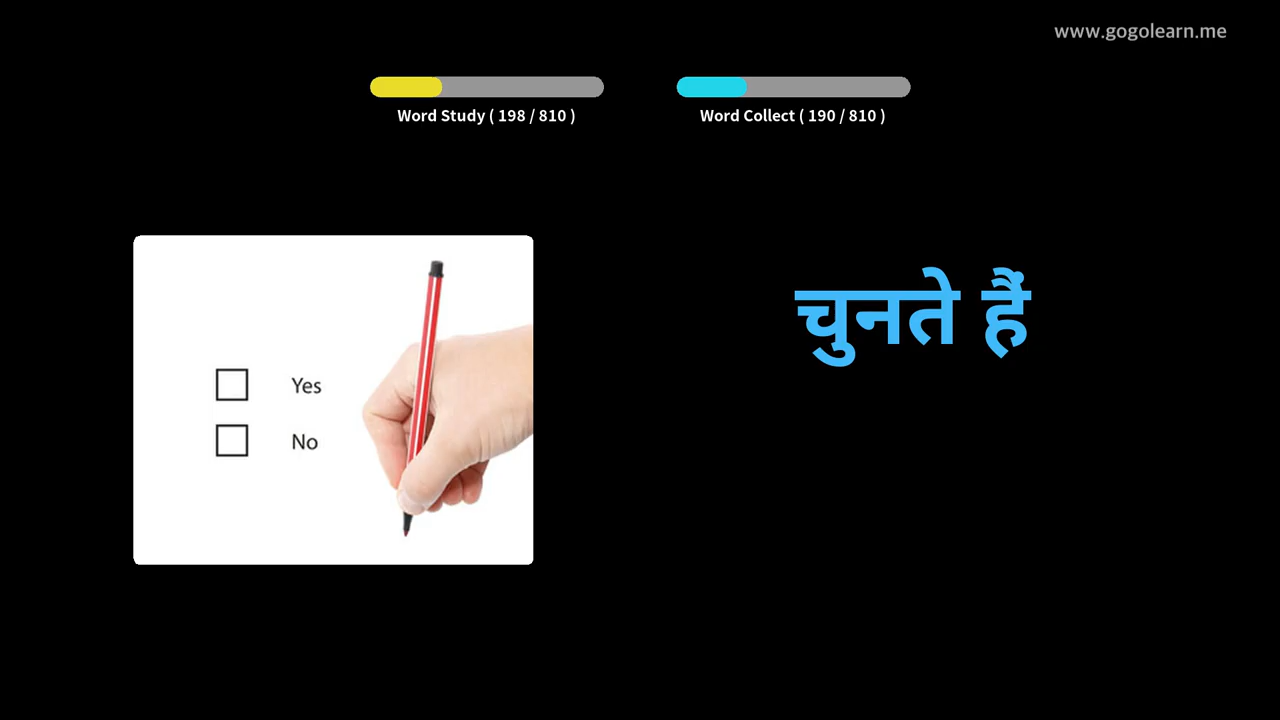 www.gogolearn.me
Word Study ( 198 / 810 )
Word Collect ( 190 / 810 )
चुनते हैं
Yes
No